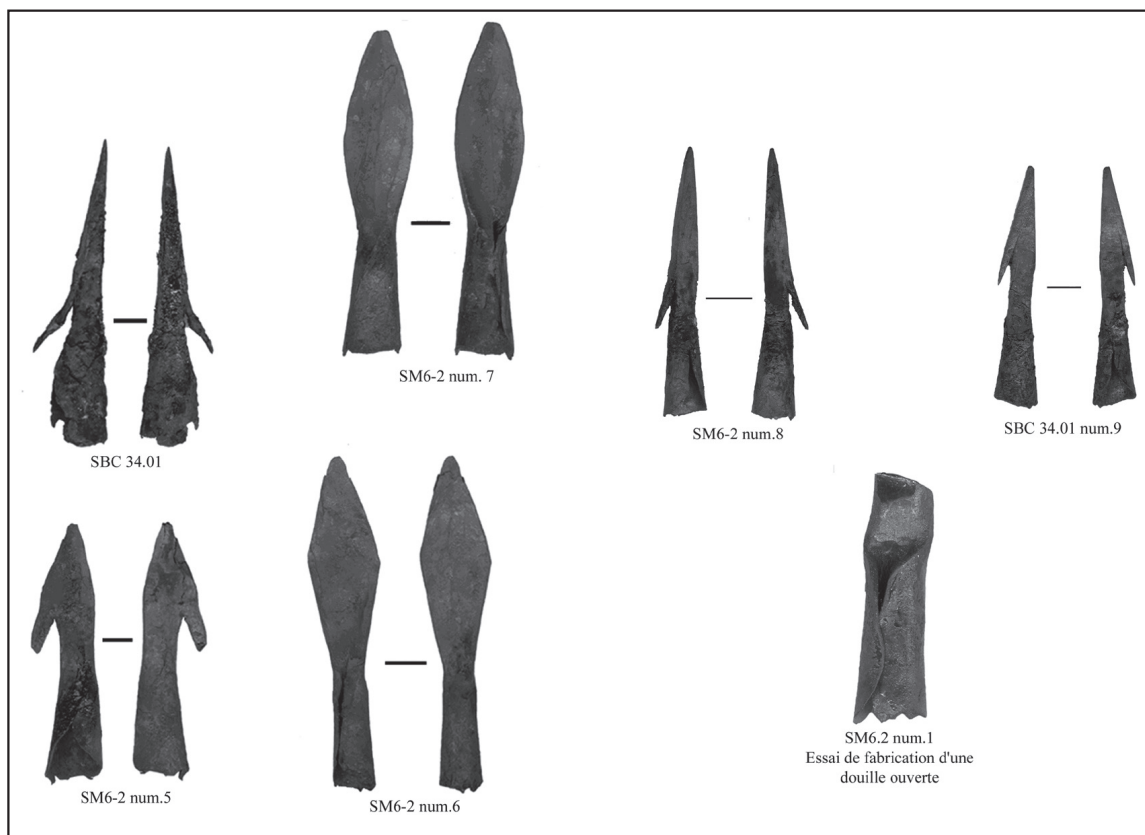 SM6-2 num. 7
SBC 34.01
SM6-2 num.8
SBC 34.01 num.9
SM6-2 num.5
SM6-2 num.6
SM6.2 num.1
Essai de fabrication d'une
douille ouverte